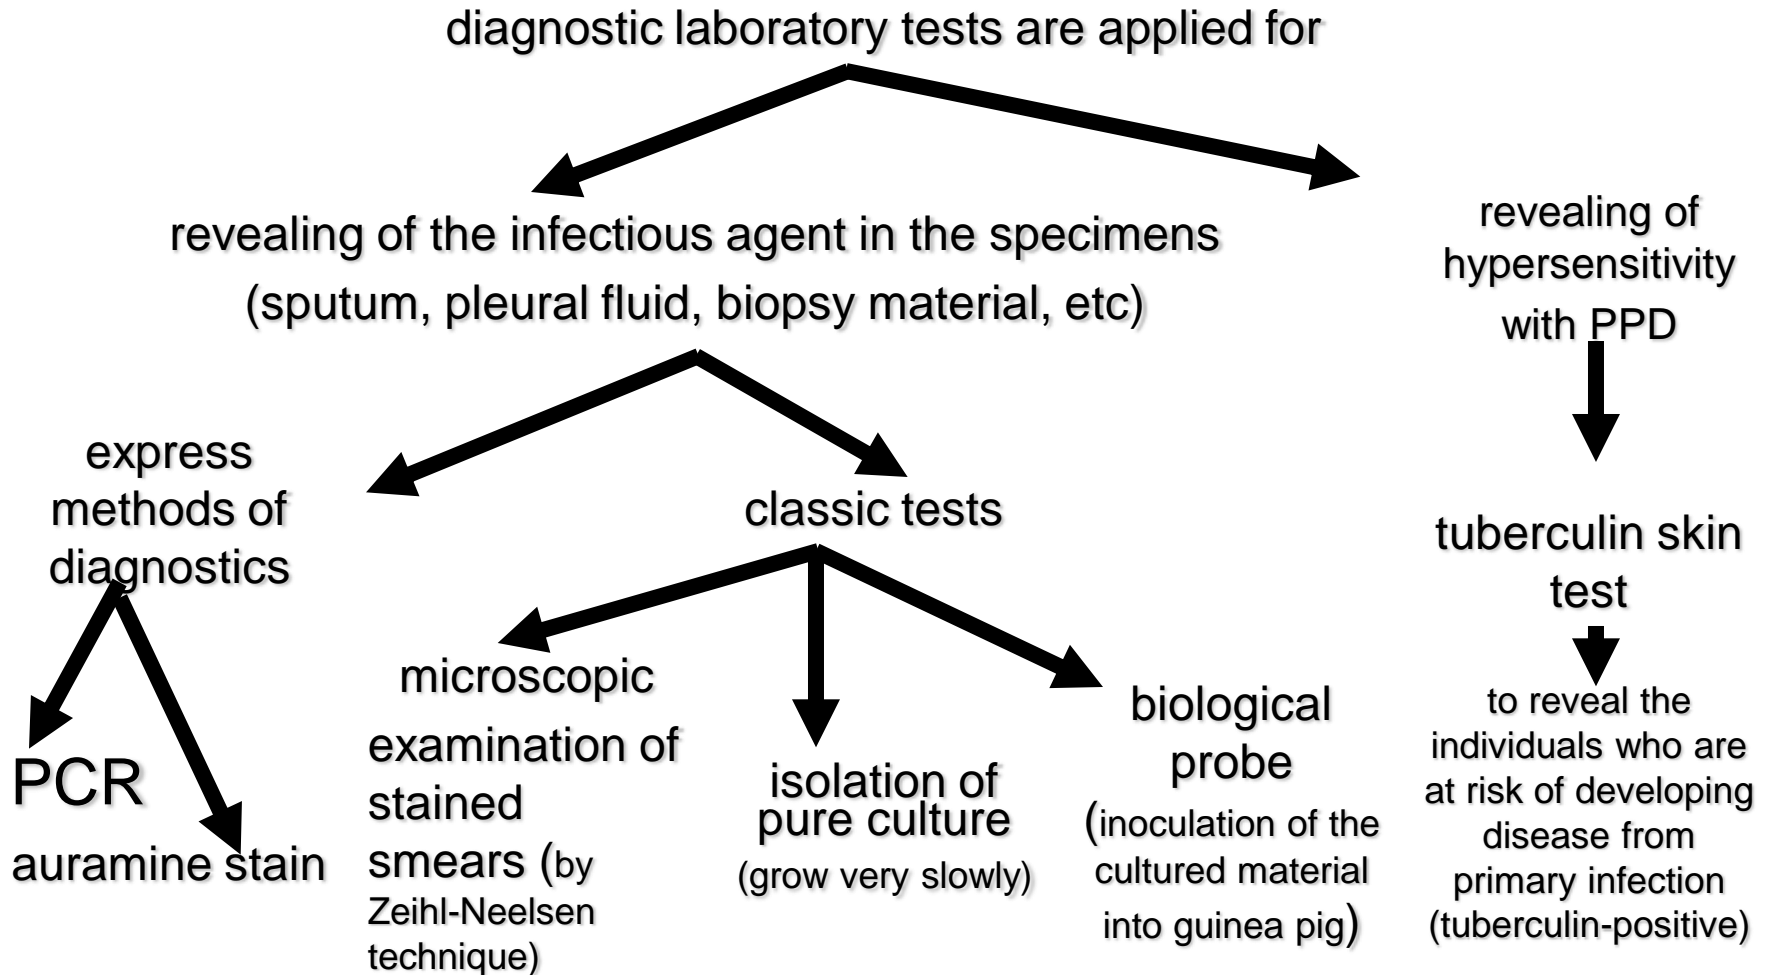 diagnostic laboratory tests are applied for
revealing of the infectious agent in the specimens
(sputum, pleural fluid, biopsy material, etc)
revealing of
hypersensitivity
with PPD
express
methods of
diagnostics
classic tests
tuberculin skin
test
PCR
auramine stain
microscopic
examination of
stained
smears (by
Zeihl-Neelsen
technique)
isolation of
pure culture
(grow very slowly)
biological
probe
(inoculation of the
cultured material
into guinea pig)
to reveal the
individuals who are
at risk of developing
disease from
primary infection
(tuberculin-positive)